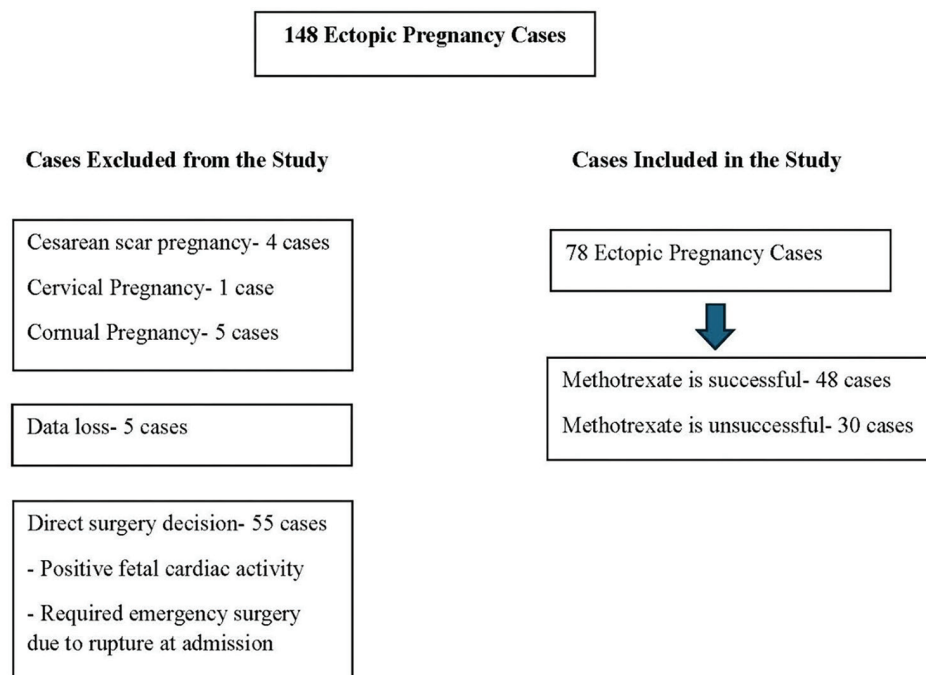 148 Ectopic Pregnancy Cases
Cases Excluded from the Study
Cesarean scar pregnancy- 4 cases
Cervical Pregnancy- 1 case
Cornual Pregnancy- 5 cases
Data loss- 5 cases
Direct surgery decision- 55 cases
- Positive fetal cardiac activity
- Required emergency surgery
due to rupture at admission
Cases Included in the Study
78 Ectopic Pregnancy Cases
Methotrexate is successful- 48 cases
Methotrexate is unsuccessful- 30 cases